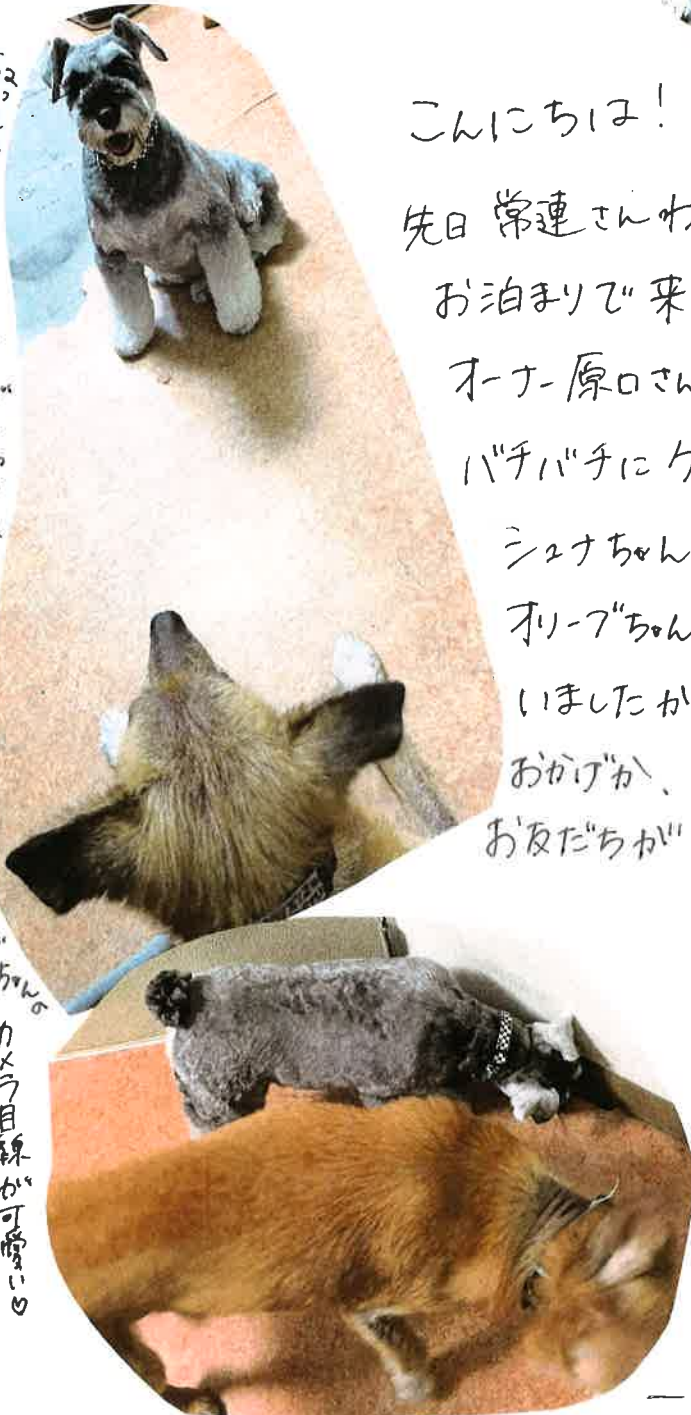 こんにちは!
先日 常連さんわ
お泊まりで 来
オーナー原口さん
バチバチに ケ
シュナちゃん
オリーブちゃん
いましたが
おかげか、
お友だちが
ちゃん。
カメラ目線が可愛い♡